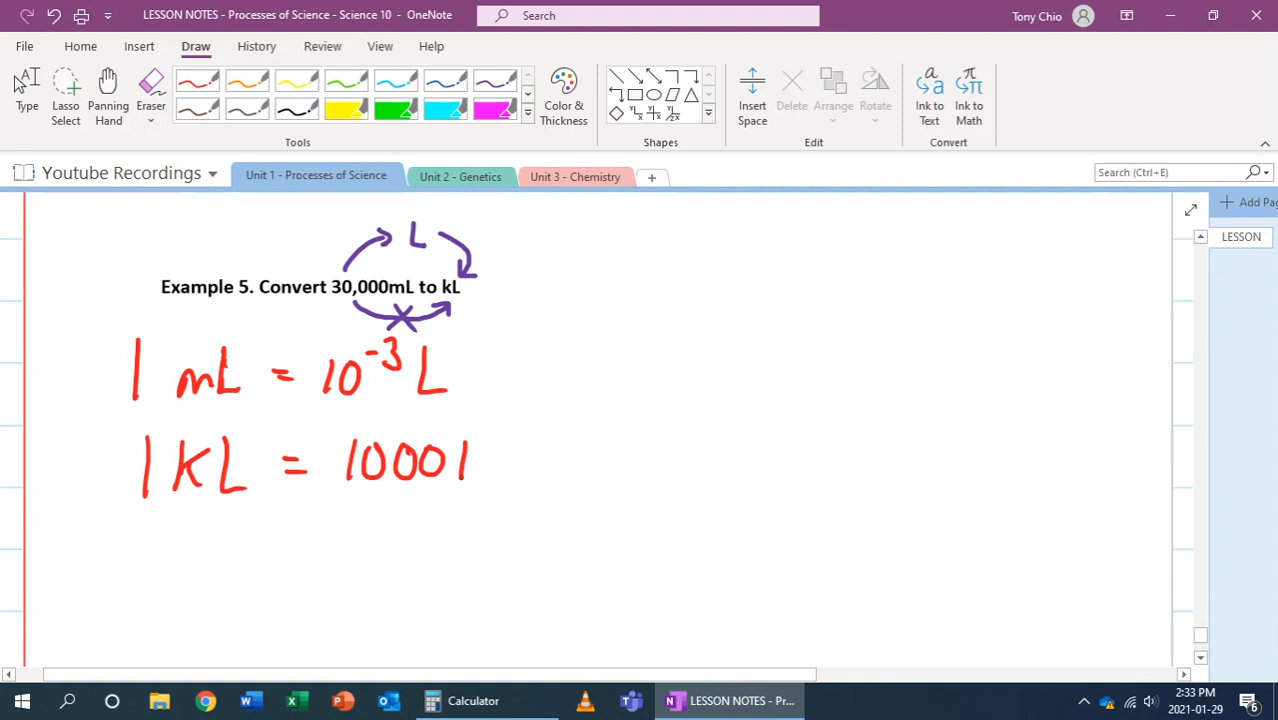 LESSON NOTES - Processes of Science - Science 10 - OneNote
Search
Tony Chio
File Home Insert Draw History Review View Help
Type
Lasso Select
Panning Hand
Eraser
Color & Thickness
Insert Space
Delete
Arrange
Rotate
Ink to Text
Ink to Math
Tools Shapes Edit Convert
Youtube Recordings
Unit 1 - Processes of Science
Unit 2 - Genetics
Unit 3 - Chemistry
Search (Ctrl+E)
Add Pag
LESSON
L
Example 5. Convert 30,000mL to kL
1 mL = 10⁻³ L
1 KL = 1000l
Calculator
LESSON NOTES - Pr...
2:33 PM
2021-01-29
6